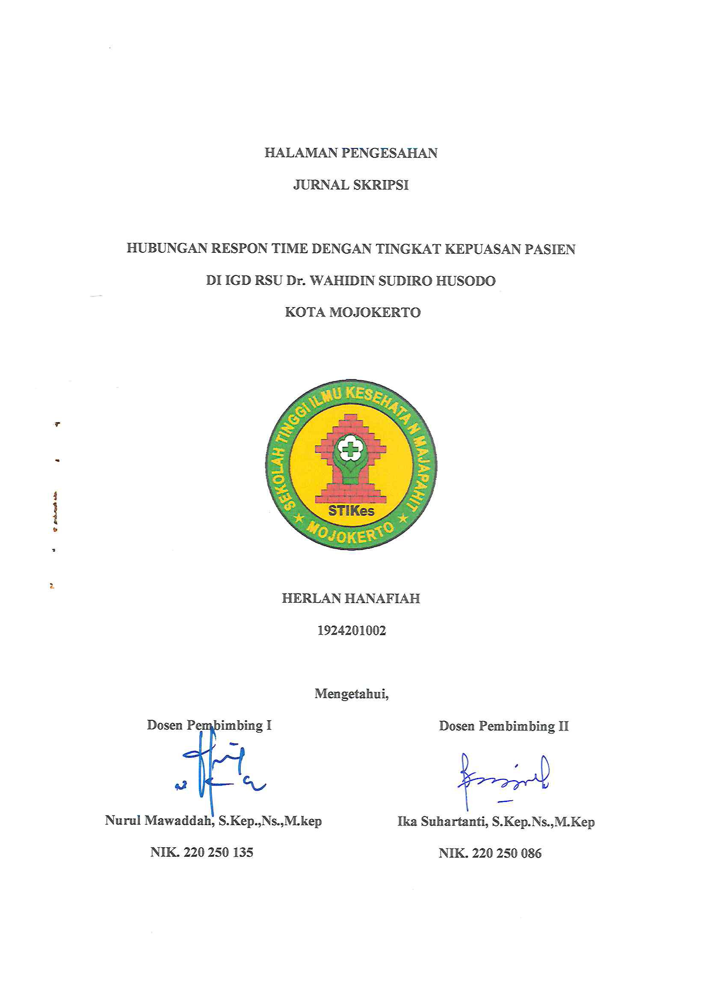 HALAMAN PENGESAHAN
JURNAL SKRIPSI
HUBUNGAN RESPON TIME DENGAN TINGKAT KEPUASAN PASIEN
DI IGD RSU Dr. WAHIDIN SUDIRO HUSODO
KOTA MOJOKERTO
SEKOLAH TINGGI ILMU KESEHATA N MAJAPAHIT
STIKes
MOJOKERTO
HERLAN HANAFIAH
1924201002
Mengetahui,
Dosen Pembimbing I
Dosen Pembimbing II
Nurul Mawaddah, S.Kep.,Ns.,M.kep
Ika Suhartanti, S.Kep.Ns.,M.Kep
NIK. 220 250 135
NIK. 220 250 086